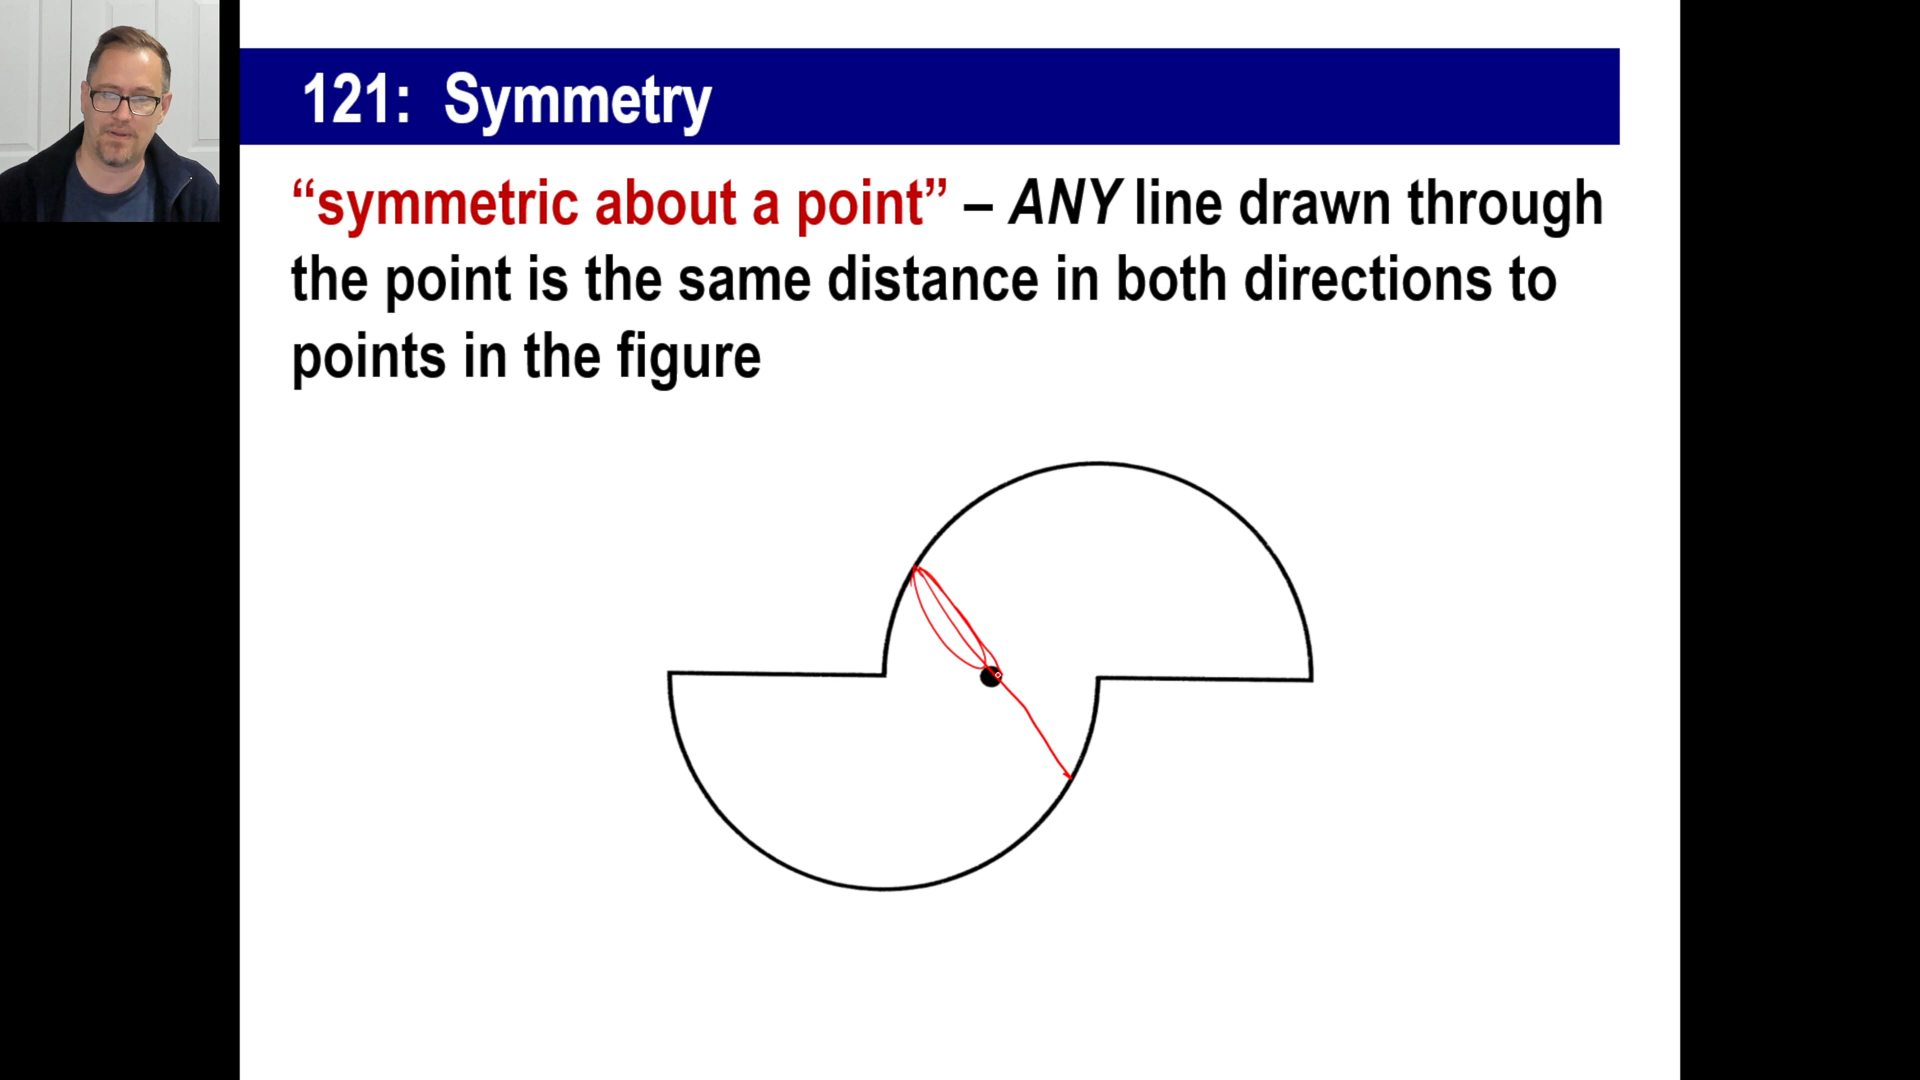 121: Symmetry
“symmetric about a point” – ANY line drawn through
the point is the same distance in both directions to
points in the figure